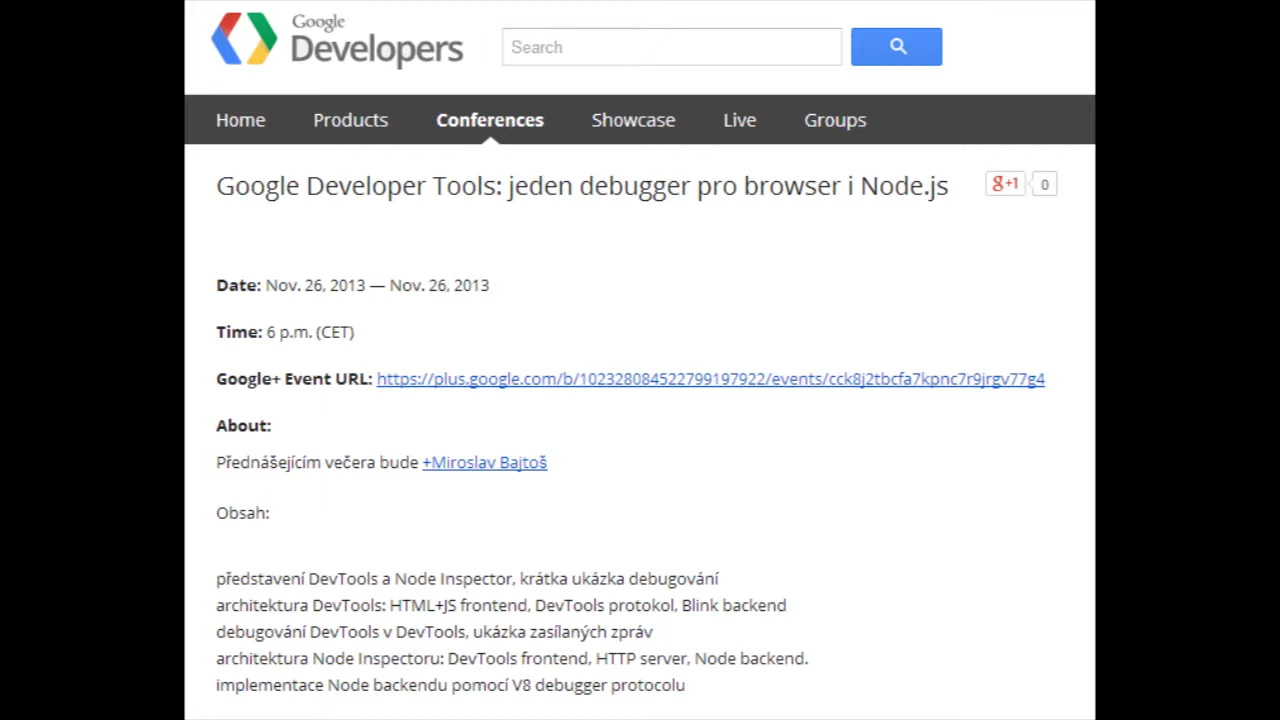 Google
Developers
Search
Home Products Conferences Showcase Live Groups
Google Developer Tools: jeden debugger pro browser i Node.js
g+1 0
Date: Nov. 26, 2013 — Nov. 26, 2013
Time: 6 p.m. (CET)
Google+ Event URL: https://plus.google.com/b/102328084522799197922/events/cck8j2tbcfa7kpnc7r9jrgv77g4
About:
Přednášejícím večera bude +Miroslav Bajtoš
Obsah:
představení DevTools a Node Inspector, krátka ukázka debugování
architektura DevTools: HTML+JS frontend, DevTools protokol, Blink backend
debugování DevTools v DevTools, ukázka zasílaných zpráv
architektura Node Inspectoru: DevTools frontend, HTTP server, Node backend.
implementace Node backendu pomocí V8 debugger protocolu